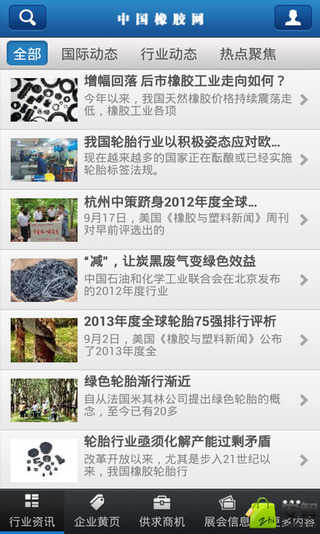 中国橡胶网
全部 国际动态 行业动态 热点聚焦
增幅回落 后市橡胶工业走向如何？
今年以来，我国天然橡胶价格持续震荡走
低，橡胶工业各项
我国轮胎行业以积极姿态应对欧...
现在越来越多的国家正在酝酿或已经实施
轮胎标签法规。
杭州中策跻身2012年度全球...
9月17日，美国《橡胶与塑料新闻》周刊
对早前评选出的
“减”，让炭黑废气变绿色效益
中国石油和化学工业联合会在北京发布
的2012年度行业
2013年度全球轮胎75强排行评析
9月2日，美国《橡胶与塑料新闻》公布
了2013年度全
绿色轮胎渐行渐近
自从法国米其林公司提出绿色轮胎的概
念，至今已有20多
轮胎行业亟须化解产能过剩矛盾
改革开放以来，尤其是步入21世纪以
来，我国橡胶轮胎行
行业资讯 企业黄页 供求商机 展会信息 更多内容